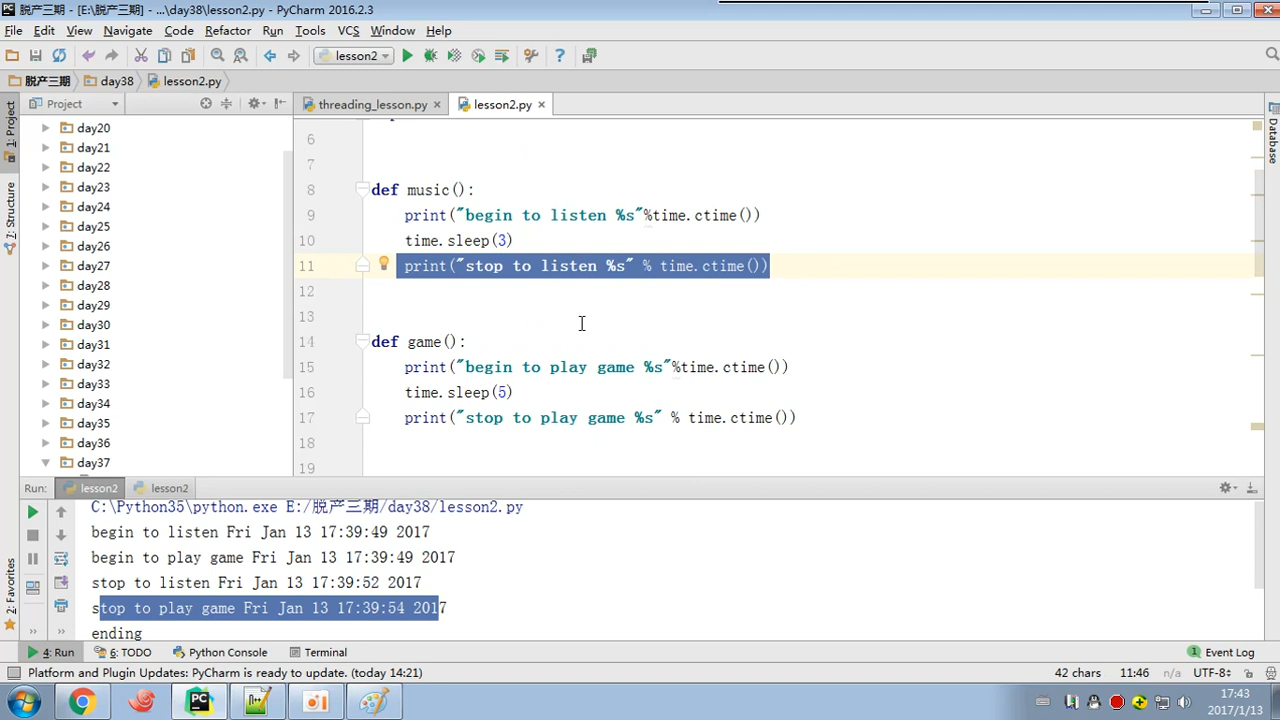 脱产三期 - [E:\脱产三期] - ...\day38\lesson2.py - PyCharm 2016.2.3
File Edit View Navigate Code Refactor Run Tools VCS Window Help
lesson2
脱产三期 day38 lesson2.py
Project threading_lesson.py lesson2.py
1: Project
7: Structure
2: Favorites
Database
day20
day21
day22
day23
day24
day25
day26
day27
day28
day29
day30
day31
day32
day33
day34
day35
day36
day37
6
7
8 def music():
9 print("begin to listen %s"%time.ctime())
10 time.sleep(3)
11 print("stop to listen %s" % time.ctime())
12
13
14 def game():
15 print("begin to play game %s"%time.ctime())
16 time.sleep(5)
17 print("stop to play game %s" % time.ctime())
18
19
Run: lesson2 lesson2
C:\Python35\python.exe E:/脱产三期/day38/lesson2.py
begin to listen Fri Jan 13 17:39:49 2017
begin to play game Fri Jan 13 17:39:49 2017
stop to listen Fri Jan 13 17:39:52 2017
stop to play game Fri Jan 13 17:39:54 2017
ending
4: Run 6: TODO Python Console Terminal 1 Event Log
Platform and Plugin Updates: PyCharm is ready to update. (today 14:21) 42 chars 11:46 n/a UTF-8
17:43
2017/1/13